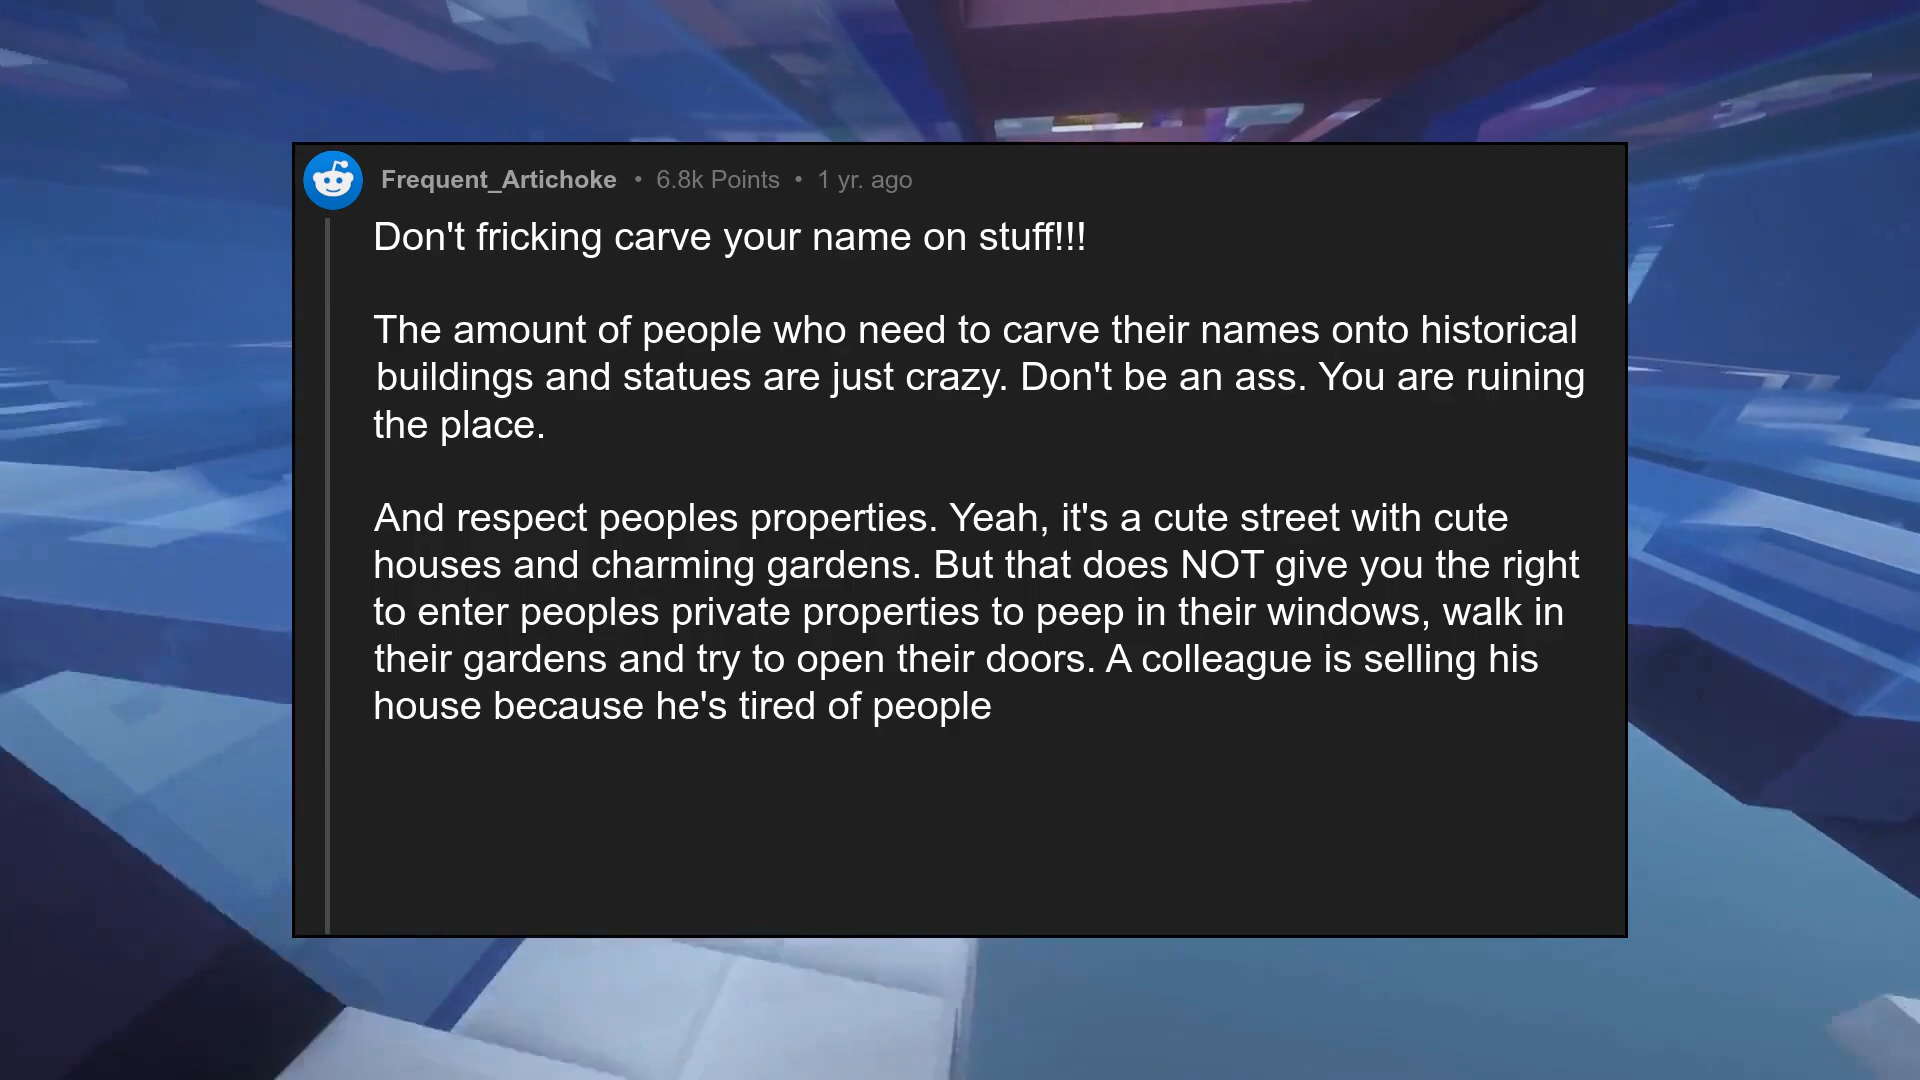 Frequent_Artichoke • 6.8k Points • 1 yr. ago
Don't fricking carve your name on stuff!!!
The amount of people who need to carve their names onto historical
buildings and statues are just crazy. Don't be an ass. You are ruining
the place.
And respect peoples properties. Yeah, it's a cute street with cute
houses and charming gardens. But that does NOT give you the right
to enter peoples private properties to peep in their windows, walk in
their gardens and try to open their doors. A colleague is selling his
house because he's tired of people